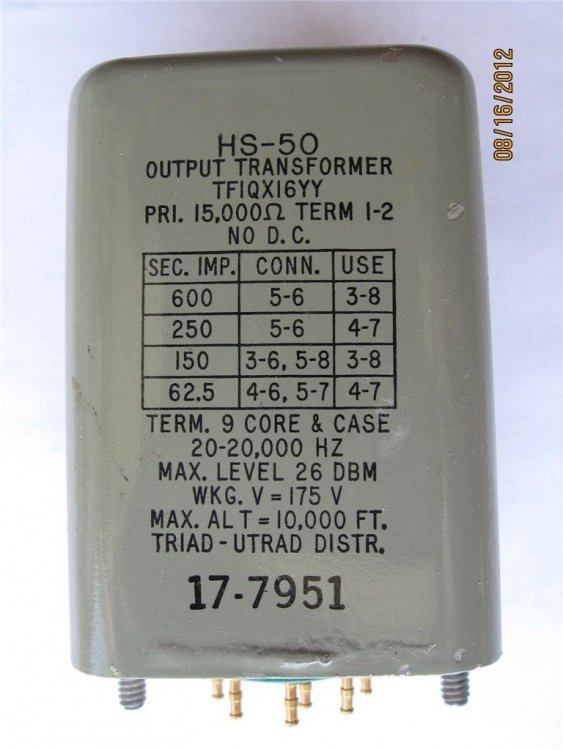 HS-50
OUTPUT TRANSFORMER
TF1QX16YY
PRI. 15,000Ω TERM 1-2
NO D.C.
SEC. IMP. CONN. USE
600 5-6 3-8
250 5-6 4-7
150 3-6, 5-8 3-8
62.5 4-6, 5-7 4-7
TERM. 9 CORE & CASE
20-20,000 HZ
MAX. LEVEL 26 DBM
WKG. V = 175 V
MAX. ALT = 10,000 FT.
TRIAD-UTRAD DISTR.
17-7951
08/16/2012